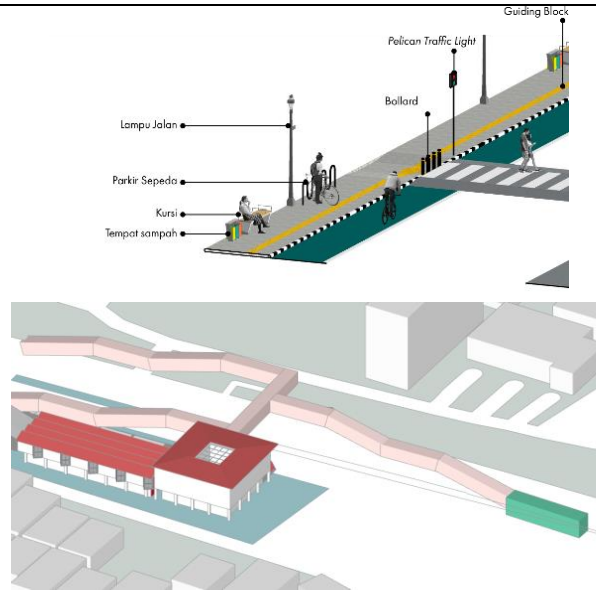 Guiding Block
Pelican Traffic Light
Bollard
Lampu Jalan
Parkir Sepeda
Kursi
Tempat sampah